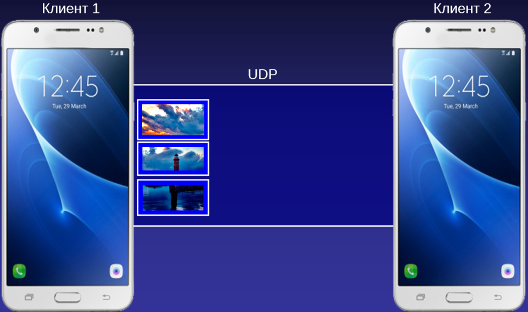 Клиент 1
Клиент 2
UDP
12:45
Tue, 29 March
12:45
Tue, 29 March